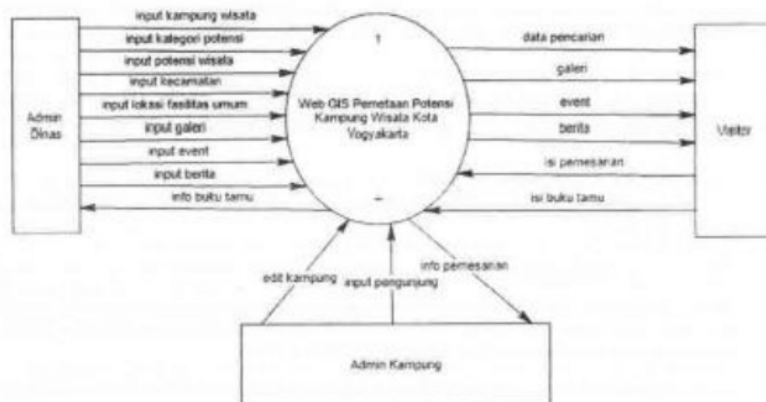 input kampung wisata
input kategori potensi
input potensi wisata
input kecamatan
input lokasi fasilitas umum
input galeri
input event
input berita
info buku tamu
Admin
Dinas
1
Web GIS Pemetaan Potensi
Kampung Wisata Kota
Yogyakarta
data pencarian
galeri
event
berita
isi pemesanan
isi buku tamu
Visitor
edit kampung
input pengunjung
info pemesanan
Admin Kampung